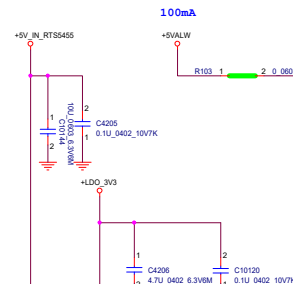 100mA
+5V_IN_RTS5455
+5VALW
R103 1 2 0_060
1
2
C10144
10U_0603_6.3V6M
2
1
C4205
0.1U_0402_10V7K
+LDO_3V3
1
C4206
4.7U_0402_6.3V6M
2
C10120
0.1U_0402_10V7K